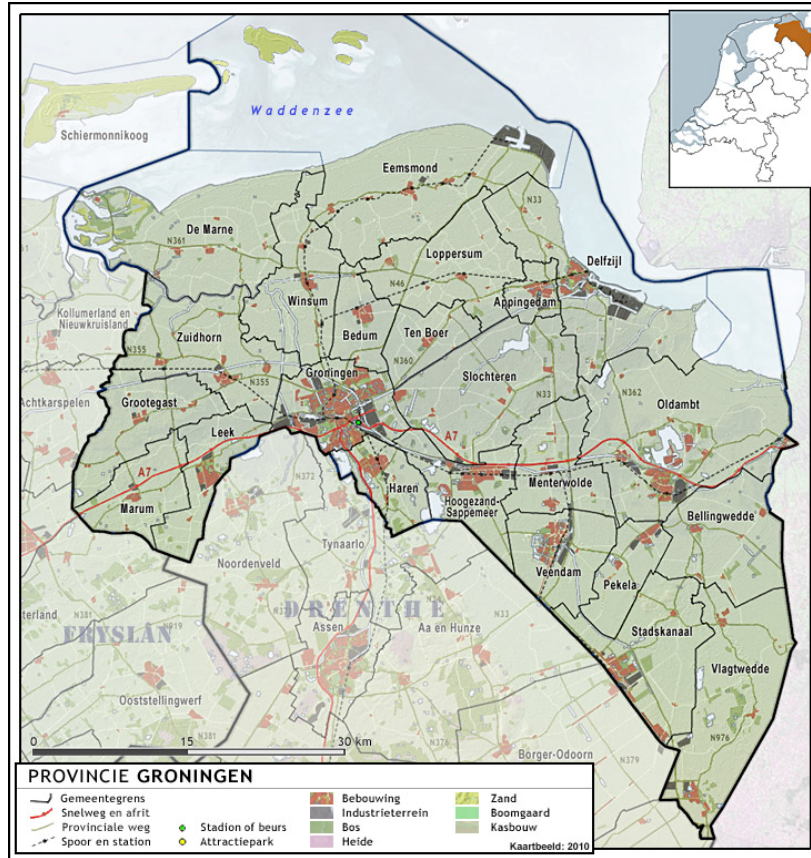 Waddenzee
Schiermonnikoog
Eemsmond
De Marne
N33
N361
Loppersum
Delfzijl
N46
Winsum
Appingedam
Kollumerland en
Nieuwkruisland
Zuidhorn
Bedum
Ten Boer
N355
N360
Groningen
Slochteren
N33
N362
Achtkarspelen
N355
Oldambt
Grootegast
Leek
A7
A7
N372
Haren
Menterwolde
Marum
Hoogezand-
Sappemeer
Bellingwedde
Tynaarlo
Noordenveld
Veendam
Pekela
DRENTHE
N33
N381
N919
Aa en Hunze
Stadskanaal
FRYSLÂN
Assen
Vlagtwedde
Ooststellingwerf
N381
N376
N976
Borger-Odoorn
N379
0 15 30 km
PROVINCIE GRONINGEN
Gemeentegrens
Snelweg en afrit
Provinciale weg
Spoor en station
Stadion of beurs
Attractiepark
Bebouwing
Industrieterrein
Bos
Heide
Zand
Boomgaard
Kasbouw
Kaartbeeld: 2010